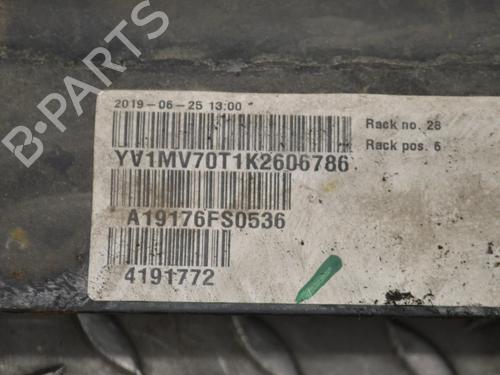 2019-06-25 13:00
Rack no. 28
Rack pos. 6
YV1MV70T1K2606786
A19176FS0536
4191772
B-PARTS